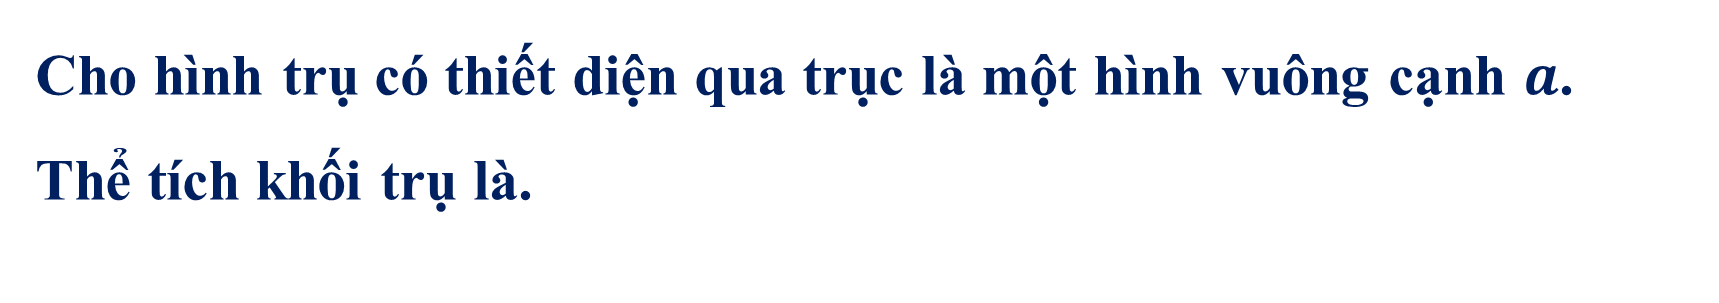 Cho hình trụ có thiết diện qua trục là một hình vuông cạnh a.
Thể tích khối trụ là.